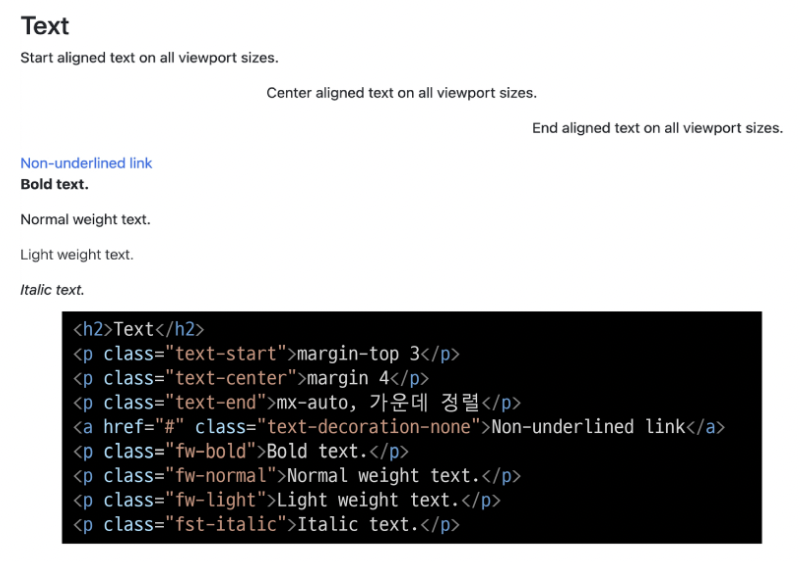 Text
Start aligned text on all viewport sizes.
Center aligned text on all viewport sizes.
End aligned text on all viewport sizes.
Non-underlined link
Bold text.
Normal weight text.
Light weight text.
Italic text.
<h2>Text</h2>
<p class="text-start">margin-top 3</p>
<p class="text-center">margin 4</p>
<p class="text-end">mx-auto, 가운데 정렬</p>
<a href="#" class="text-decoration-none">Non-underlined link</a>
<p class="fw-bold">Bold text.</p>
<p class="fw-normal">Normal weight text.</p>
<p class="fw-light">Light weight text.</p>
<p class="fst-italic">Italic text.</p>